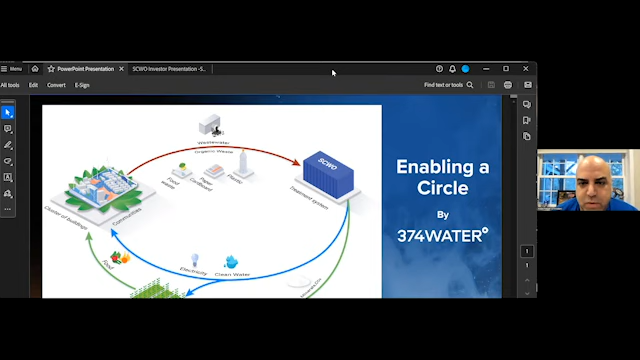 Menu
PowerPoint Presentation
SCWO Investor Presentation -S..
All tools
Edit
Convert
E-Sign
Find text or tools
Wastewater
Organic Waste
Food waste
Paper Cardboard
Plastic
SCWO
Treatment system
Cluster of buildings
Communities
Food
Electricity
Clean Water
Minerals
Enabling a
Circle
By
374WATER°
1
1